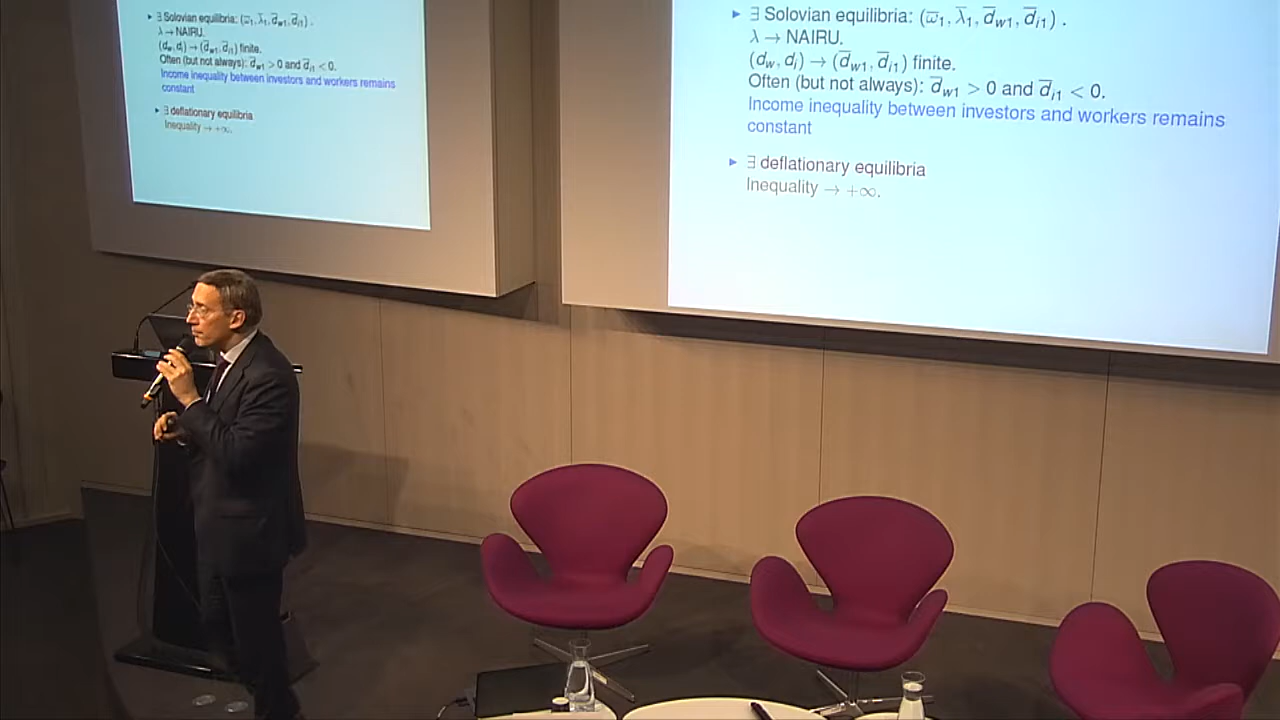 ▸ ∃ Solovian equilibria: (ω̅₁, λ̅₁, d̅w1, d̅i1) .
λ → NAIRU.
(dw, di) → (d̅w1, d̅i1) finite.
Often (but not always): d̅w1 > 0 and d̅i1 < 0.
Income inequality between investors and workers remains
constant
▸ ∃ deflationary equilibria
Inequality → +∞.
▸ ∃ Solovian equilibria: (ω̅₁, λ̅₁, d̅w1, d̅i1) .
λ → NAIRU.
(dw, di) → (d̅w1, d̅i1) finite.
Often (but not always): d̅w1 > 0 and d̅i1 < 0.
Income inequality between investors and workers remains
constant
▸ ∃ deflationary equilibria
Inequality → +∞.